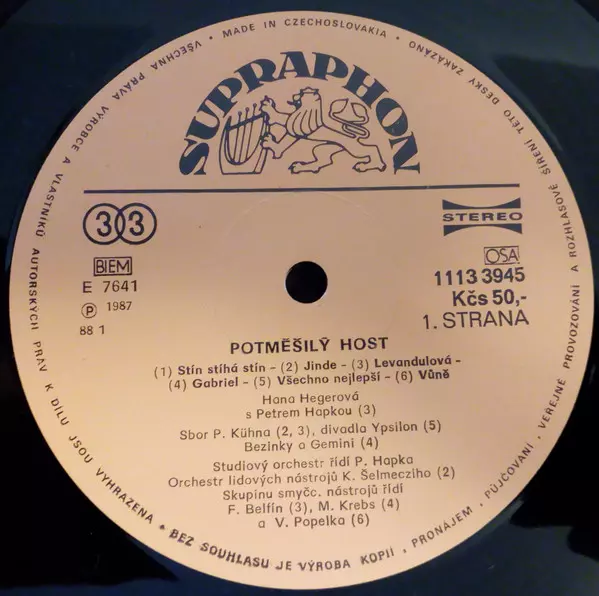 VŠECHNA PRÁVA VÝROBCE A VLASTNÍKŮ AUTORSKÝCH PRÁV K DÍLU JSOU VYHRAZENA • BEZ SOUHLASU JE VÝROBA KOPIÍ, PRONÁJEM, PŮJČOVÁNÍ, VEŘEJNÉ PROVOZOVÁNÍ A ROZHLASOVÉ ŠÍŘENÍ TÉTO DESKY ZAKÁZÁNO • MADE IN CZECHOSLOVAKIA •
SUPRAPHON
33
STEREO
BIEM
OSA
E 7641
1113 3945
Ⓟ 1987
Kčs 50,-
88 1
1. STRANA
POTMĚŠILÝ HOST
(1) Stín stíhá stín - (2) Jinde - (3) Levandulová -
(4) Gabriel - (5) Všechno nejlepší - (6) Vůně
Hana Hegerová
s Petrem Hapkou (3)
Sbor P. Kühna (2, 3), divadla Ypsilon (5)
Bezinky a Gemini (4)
Studiový orchestr řídí P. Hapka
Orchestr lidových nástrojů K. Šelmecziho (2)
Skupinu smyčc. nástrojů řídí
F. Belfín (3), M. Krebs (4)
a V. Popelka (6)